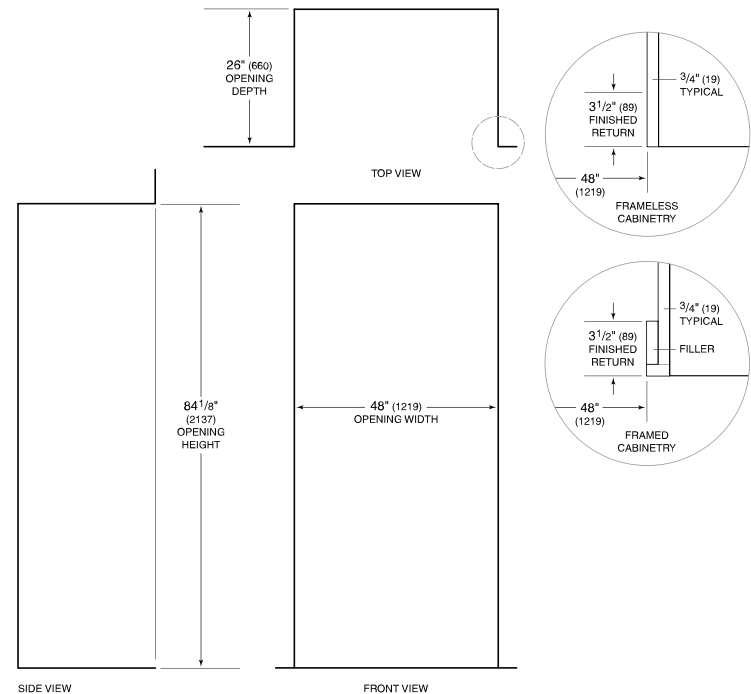 26" (660)
OPENING
DEPTH
TOP VIEW
3/4" (19)
TYPICAL
31/2" (89)
FINISHED
RETURN
48"
(1219)
FRAMELESS
CABINETRY
3/4" (19)
TYPICAL
31/2" (89)
FINISHED
RETURN
FILLER
48"
(1219)
FRAMED
CABINETRY
841/8"
(2137)
OPENING
HEIGHT
48" (1219)
OPENING WIDTH
SIDE VIEW
FRONT VIEW